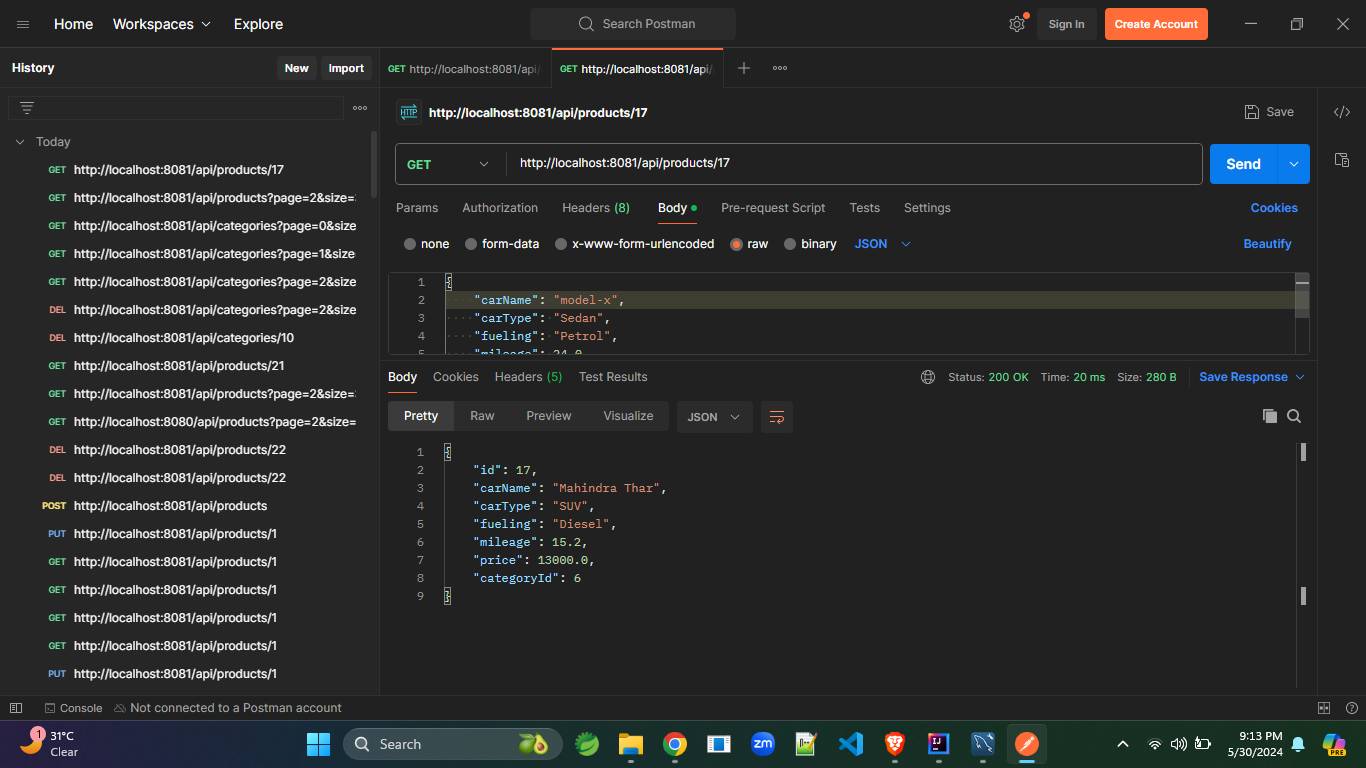 Home Workspaces Explore Search Postman Sign In Create Account
History New Import
GET http://localhost:8081/api/ GET http://localhost:8081/api/
HTTP http://localhost:8081/api/products/17 Save
GET http://localhost:8081/api/products/17 Send
Params Authorization Headers (8) Body Pre-request Script Tests Settings Cookies
none form-data x-www-form-urlencoded raw binary JSON Beautify
1 {
2 "carName": "model-x",
3 "carType": "Sedan",
4 "fueling": "Petrol",
5 "mileage": 24.0
Body Cookies Headers (5) Test Results Status: 200 OK Time: 20 ms Size: 280 B Save Response
Pretty Raw Preview Visualize JSON
1 {
2 "id": 17,
3 "carName": "Mahindra Thar",
4 "carType": "SUV",
5 "fueling": "Diesel",
6 "mileage": 15.2,
7 "price": 13000.0,
8 "categoryId": 6
9 }
Today
GET http://localhost:8081/api/products/17
GET http://localhost:8081/api/products?page=2&size=
GET http://localhost:8081/api/categories?page=0&size
GET http://localhost:8081/api/categories?page=1&size
GET http://localhost:8081/api/categories?page=2&size
DEL http://localhost:8081/api/categories?page=2&size
DEL http://localhost:8081/api/categories/10
GET http://localhost:8081/api/products/21
GET http://localhost:8081/api/products?page=2&size=
GET http://localhost:8080/api/products?page=2&size=
DEL http://localhost:8081/api/products/22
DEL http://localhost:8081/api/products/22
POST http://localhost:8081/api/products
PUT http://localhost:8081/api/products/1
GET http://localhost:8081/api/products/1
GET http://localhost:8081/api/products/1
GET http://localhost:8081/api/products/1
GET http://localhost:8081/api/products/1
PUT http://localhost:8081/api/products/1
Console Not connected to a Postman account
1 31°C
Clear
Search
zm
IJ
PRE
9:13 PM
5/30/2024